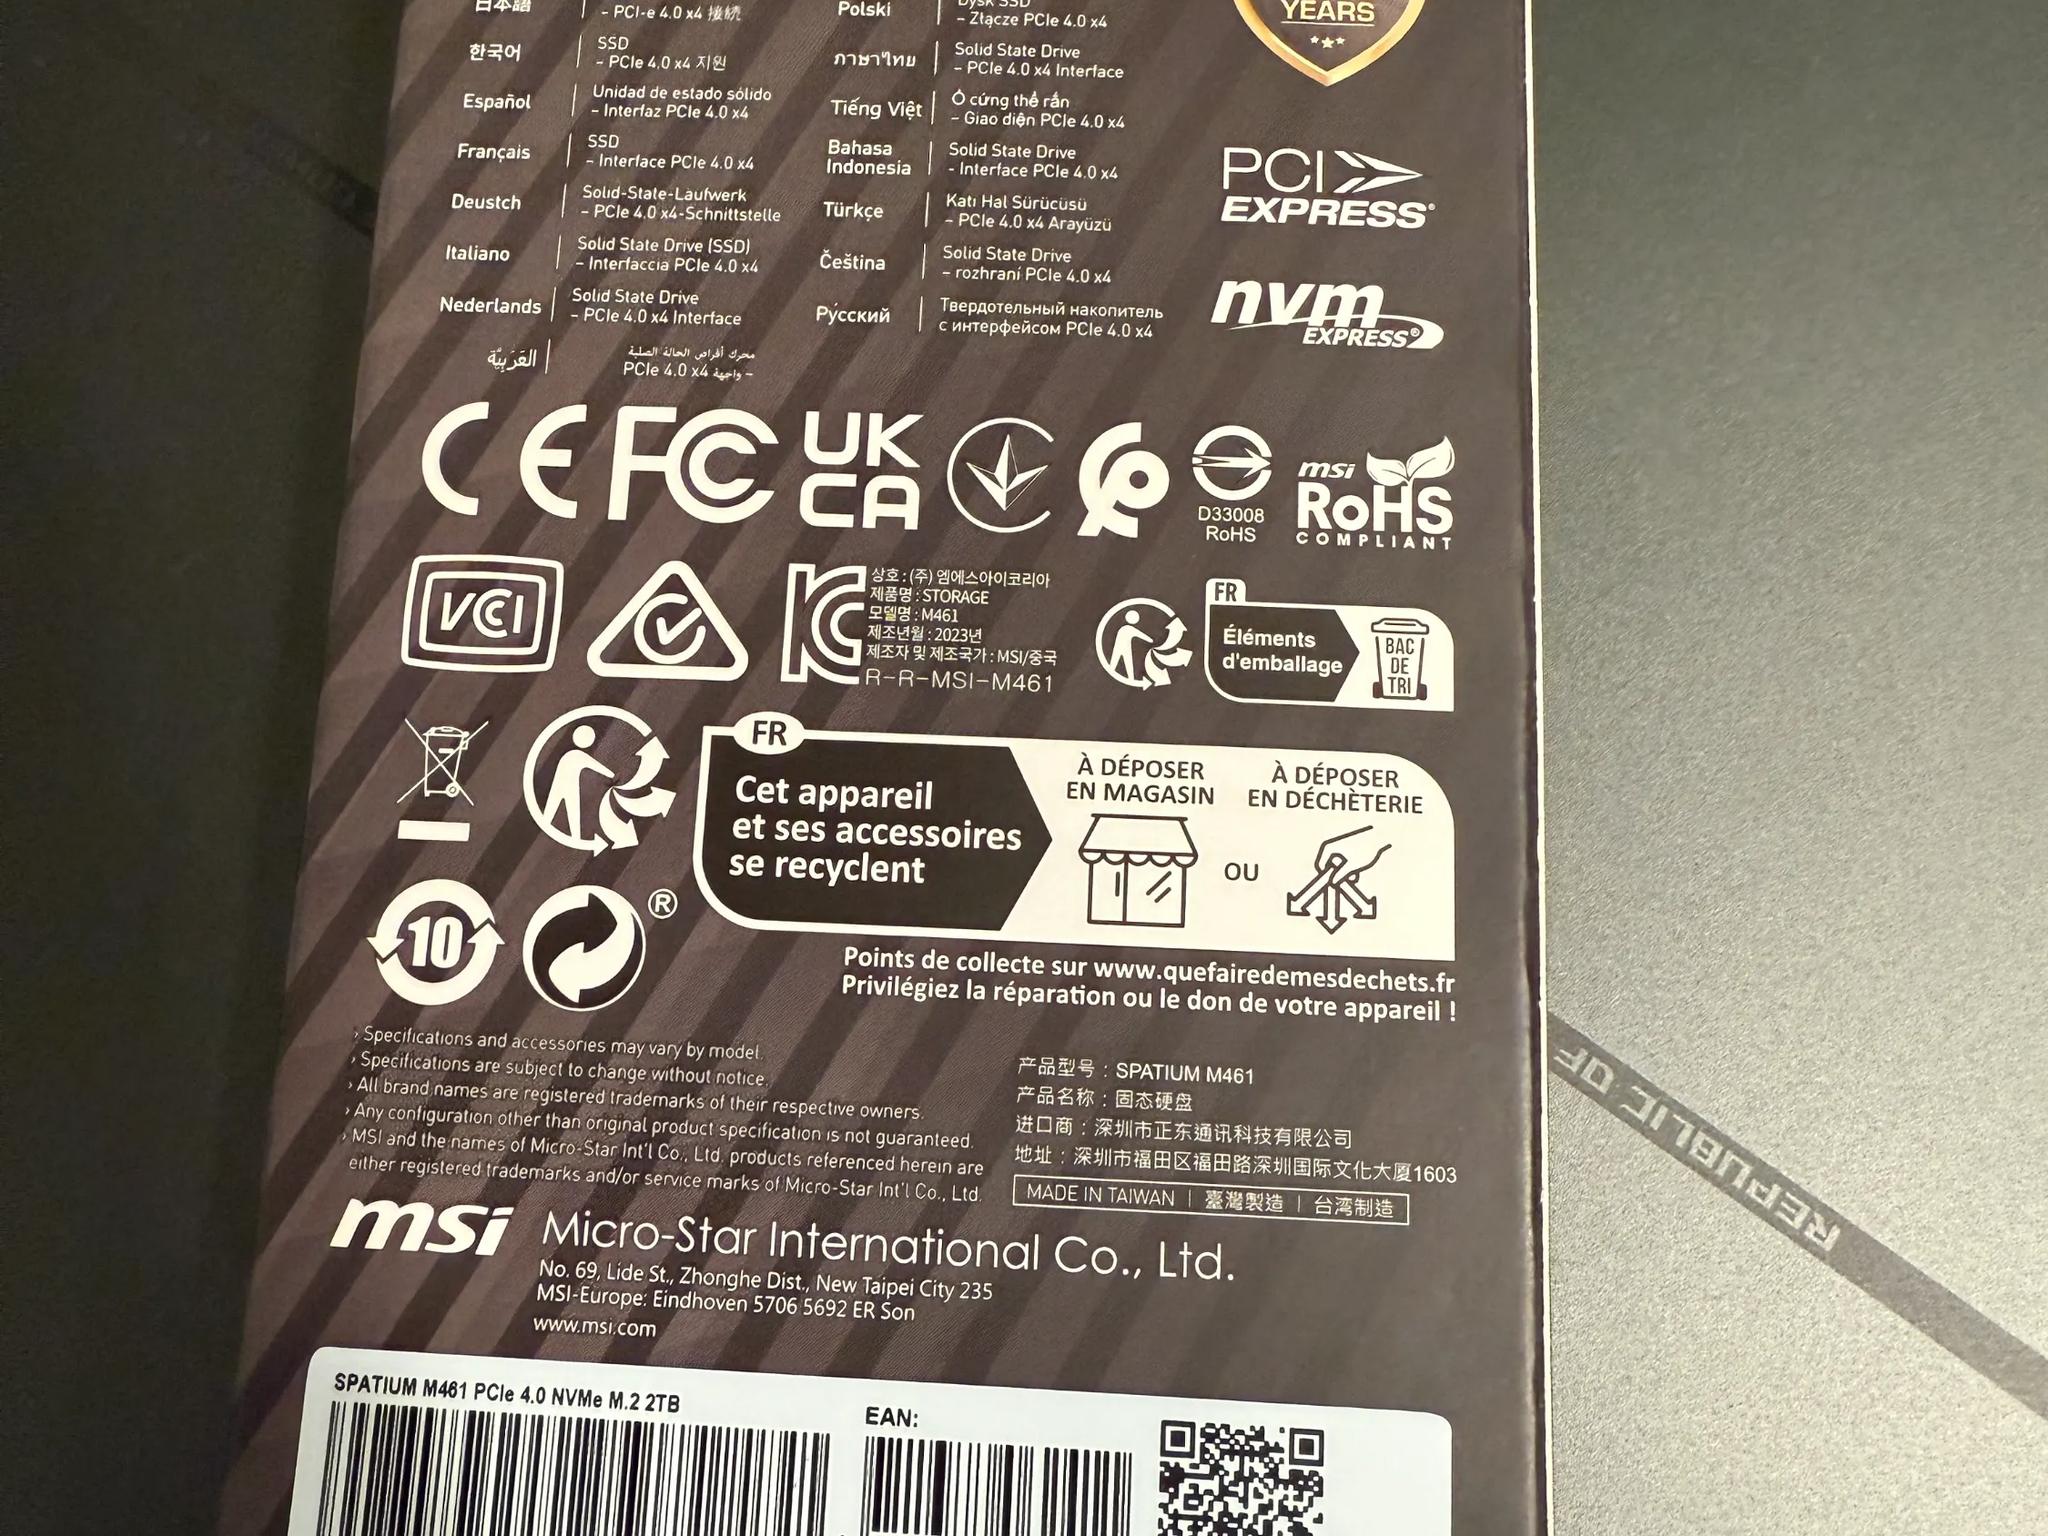 日本語
- PCI-e 4.0 x4 接続
한국어
SSD
- PCIe 4.0 x4 지원
Español
Unidad de estado sólido
- Interfaz PCIe 4.0 x4
Français
SSD
- Interface PCIe 4.0 x4
Deustch
Solid-State-Laufwerk
- PCIe 4.0 x4-Schnittstelle
Italiano
Solid State Drive (SSD)
- Interfaccia PCIe 4.0 x4
Nederlands
Solid State Drive
- PCIe 4.0 x4 Interface
العَرَبِيَّة
محرك أقراص الحالة الصلبة
- واجهة PCIe 4.0 x4
Polski
Dysk SSD
- Złącze PCIe 4.0 x4
ภาษาไทย
Solid State Drive
- PCIe 4.0 x4 Interface
Tiếng Việt
Ổ cứng thể rắn
- Giao diện PCIe 4.0 x4
Bahasa
Indonesia
Solid State Drive
- Interface PCIe 4.0 x4
Türkçe
Katı Hal Sürücüsü
- PCIe 4.0 x4 Arayüzü
Čeština
Solid State Drive
- rozhraní PCIe 4.0 x4
Ру́сский
Твердотельный накопитель
с интерфейсом PCIe 4.0 x4
YEARS
PCI
EXPRESS®
nvm
EXPRESS®
CE FC
UK
CA
D33008
RoHS
msi
RoHS
COMPLIANT
VCCI
KC
상호 : (주) 엠에스아이코리아
제품명 : STORAGE
모델명 : M461
제조년월 : 2023년
제조자 및 제조국가 : MSI/중국
R-R-MSI-M461
FR
Éléments
d'emballage
BAC
DE
TRI
FR
Cet appareil
et ses accessoires
se recyclent
À DÉPOSER
EN MAGASIN
OU
À DÉPOSER
EN DÉCHÈTERIE
10
®
Points de collecte sur www.quefairedemesdechets.fr
Privilégiez la réparation ou le don de votre appareil !
› Specifications and accessories may vary by model.
› Specifications are subject to change without notice.
› All brand names are registered trademarks of their respective owners.
› Any configuration other than original product specification is not guaranteed.
› MSI and the names of Micro-Star Int'l Co., Ltd. products referenced herein are
either registered trademarks and/or service marks of Micro-Star Int'l Co., Ltd.
产品型号 : SPATIUM M461
产品名称 : 固态硬盘
进口商 : 深圳市正东通讯科技有限公司
地址 : 深圳市福田区福田路深圳国际文化大厦1603
MADE IN TAIWAN | 臺灣製造 | 台湾制造
msi Micro-Star International Co., Ltd.
No. 69, Lide St., Zhonghe Dist., New Taipei City 235
MSI-Europe: Eindhoven 5706 5692 ER Son
www.msi.com
SPATIUM M461 PCIe 4.0 NVMe M.2 2TB
EAN:
REPUBLIC OF